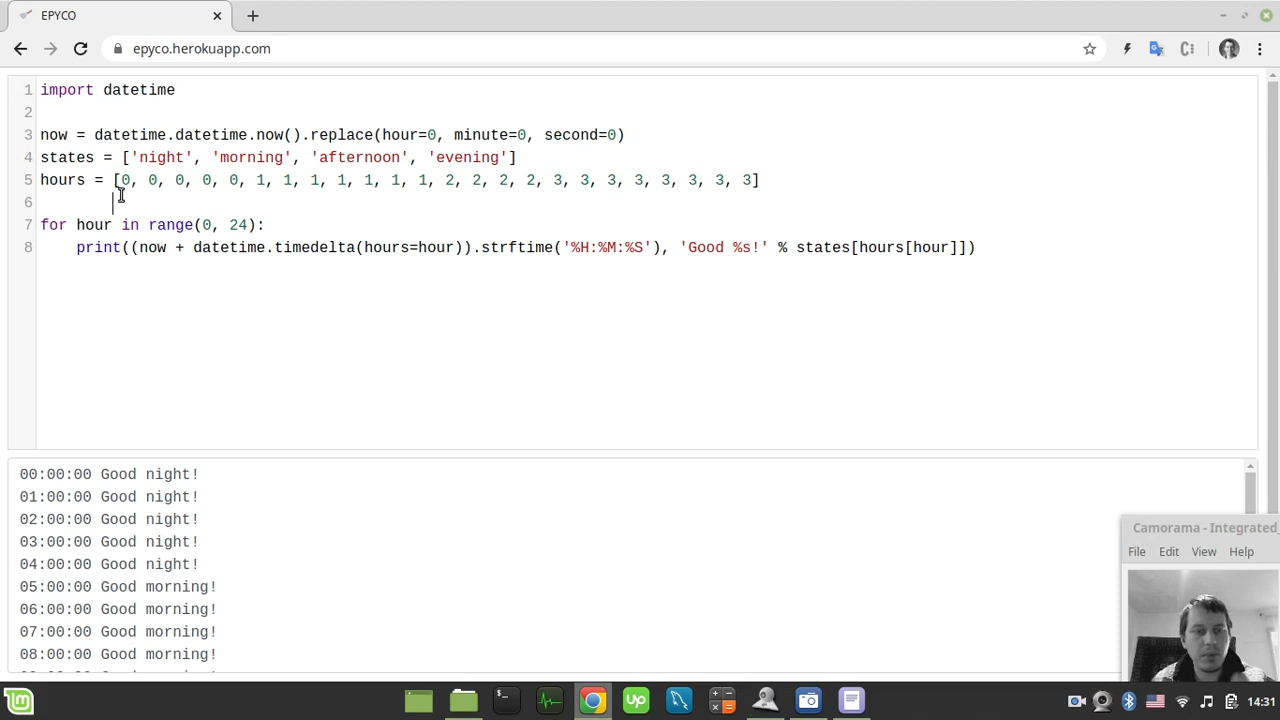 EPYCO
epyco.herokuapp.com
1 import datetime
2
3 now = datetime.datetime.now().replace(hour=0, minute=0, second=0)
4 states = ['night', 'morning', 'afternoon', 'evening']
5 hours = [0, 0, 0, 0, 0, 1, 1, 1, 1, 1, 1, 1, 2, 2, 2, 2, 3, 3, 3, 3, 3, 3, 3, 3]
6
7 for hour in range(0, 24):
8     print((now + datetime.timedelta(hours=hour)).strftime('%H:%M:%S'), 'Good %s!' % states[hours[hour]])
00:00:00 Good night!
01:00:00 Good night!
02:00:00 Good night!
03:00:00 Good night!
04:00:00 Good night!
05:00:00 Good morning!
06:00:00 Good morning!
07:00:00 Good morning!
08:00:00 Good morning!
Camorama - Integrated_
File Edit View Help
Up
14:31